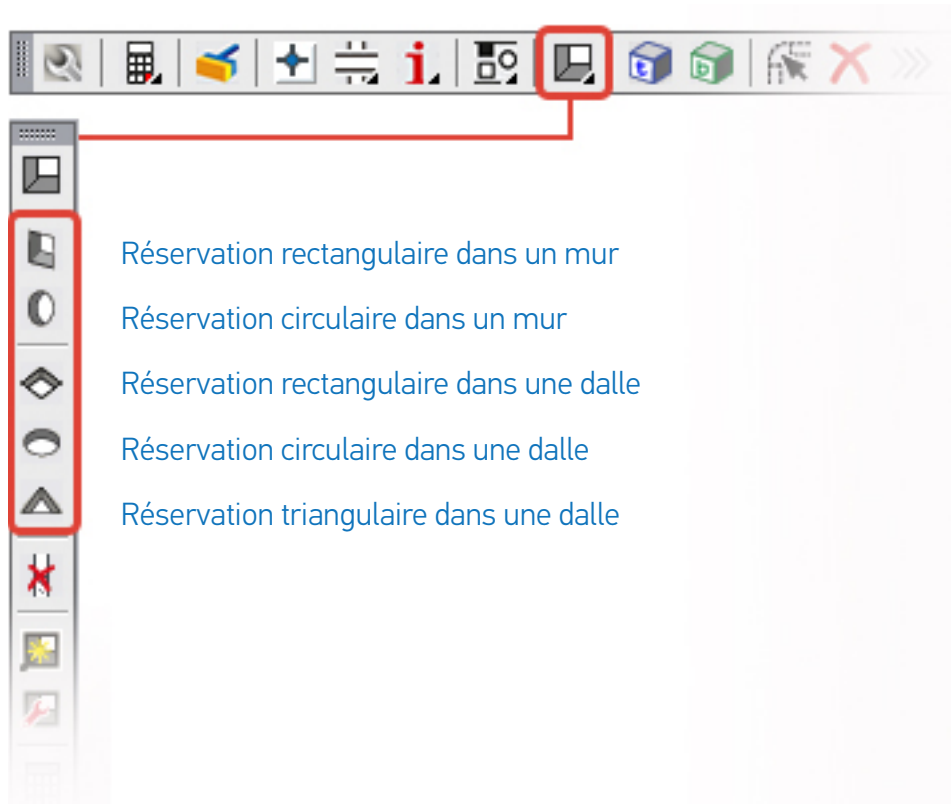 Réservation rectangulaire dans un mur
Réservation circulaire dans un mur
Réservation rectangulaire dans une dalle
Réservation circulaire dans une dalle
Réservation triangulaire dans une dalle